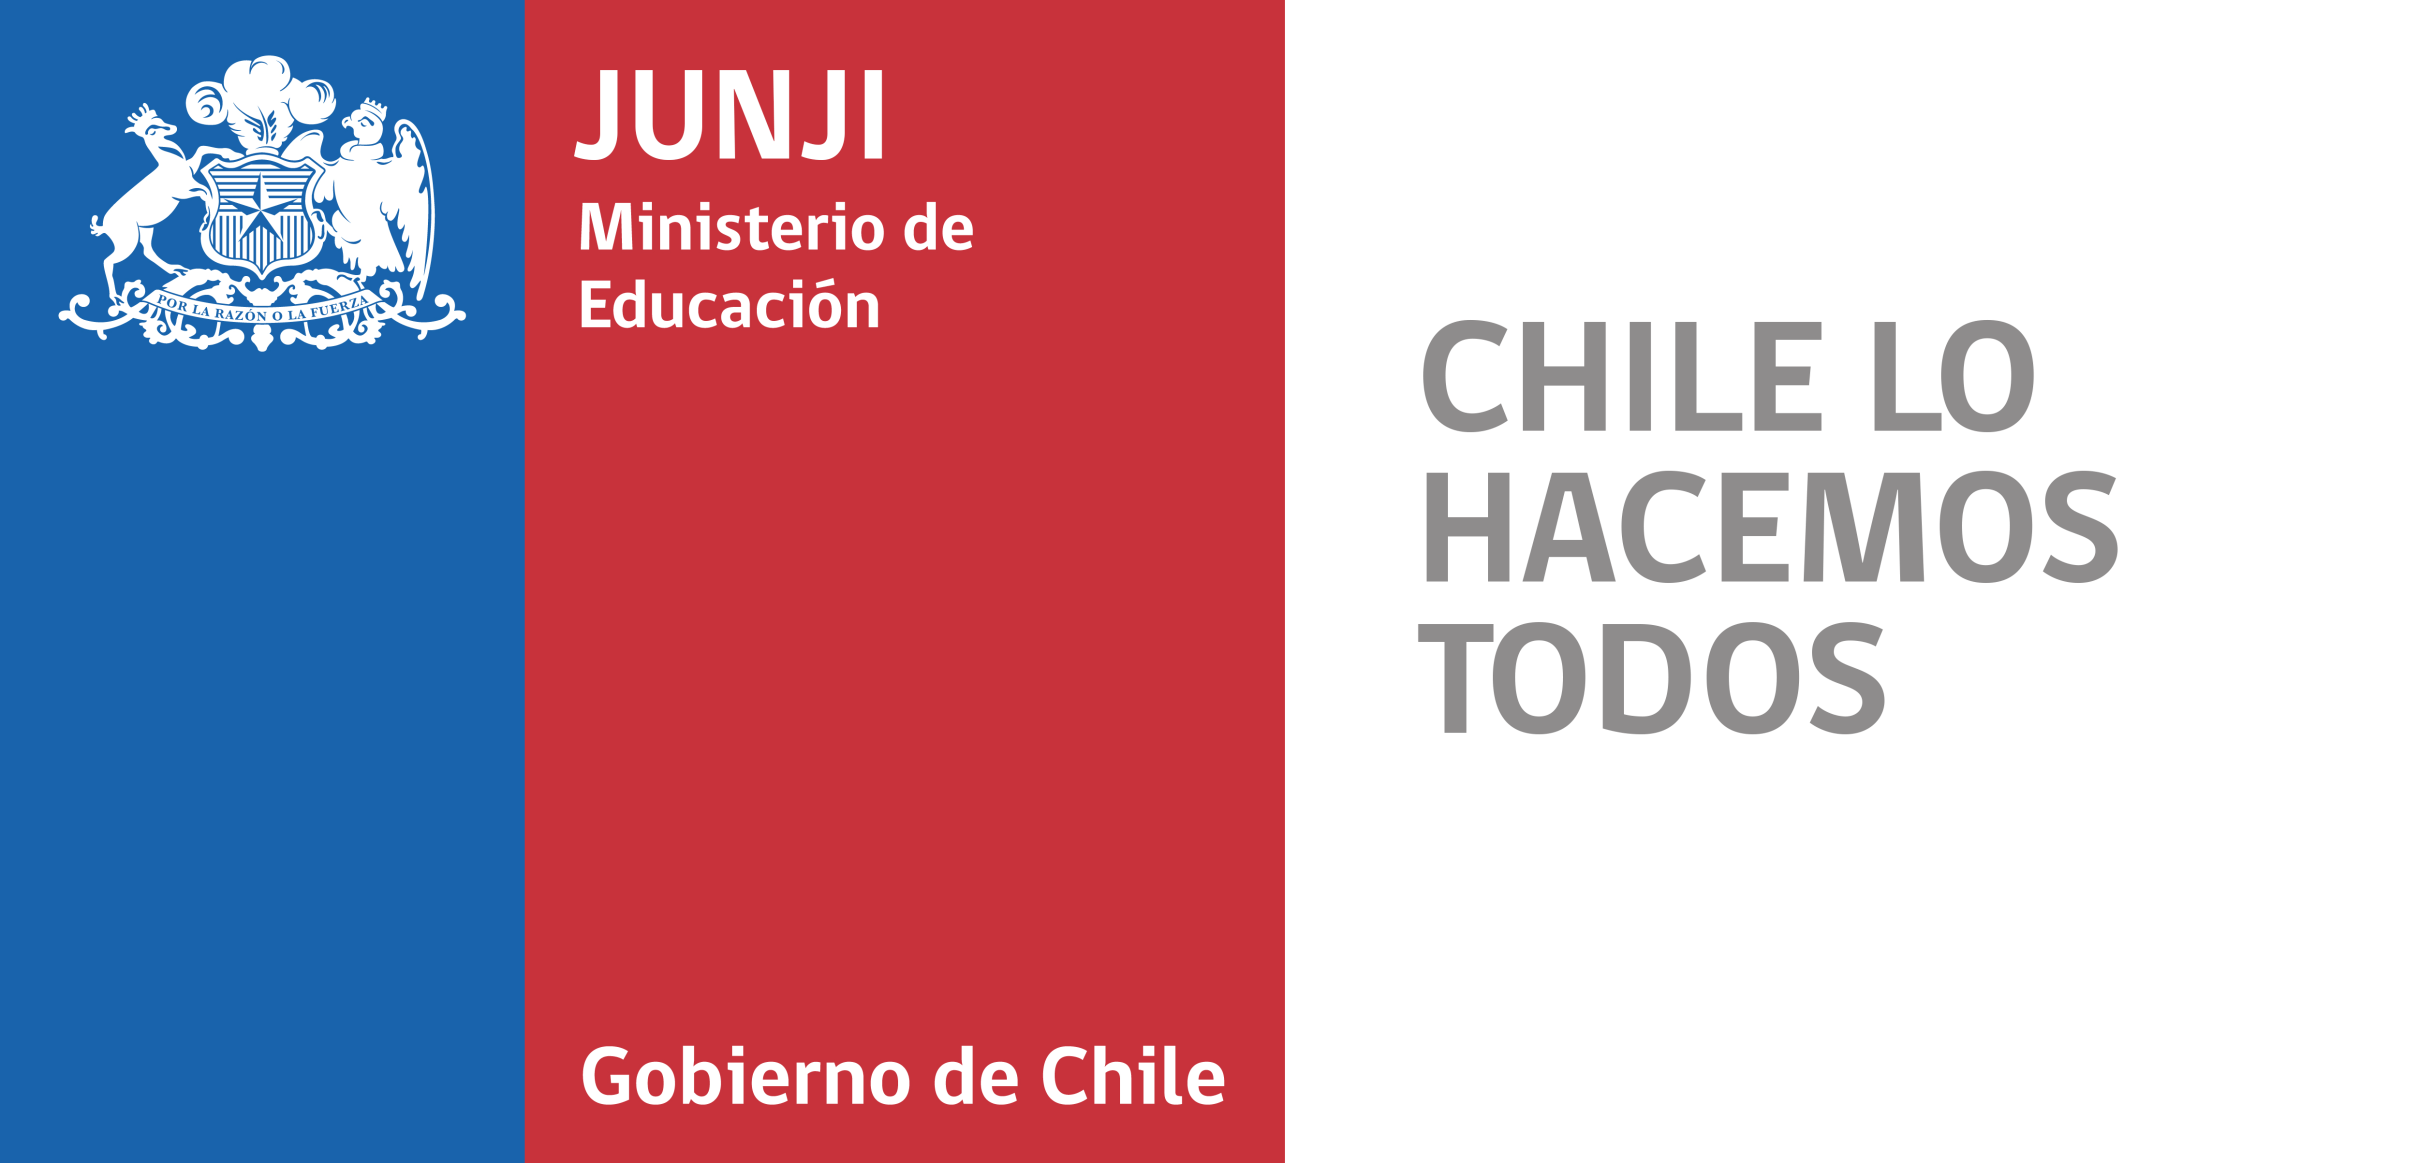 POR LA RAZÓN O LA FUERZA
JUNJI
Ministerio de
Educación
Gobierno de Chile
CHILE LO
HACEMOS
TODOS